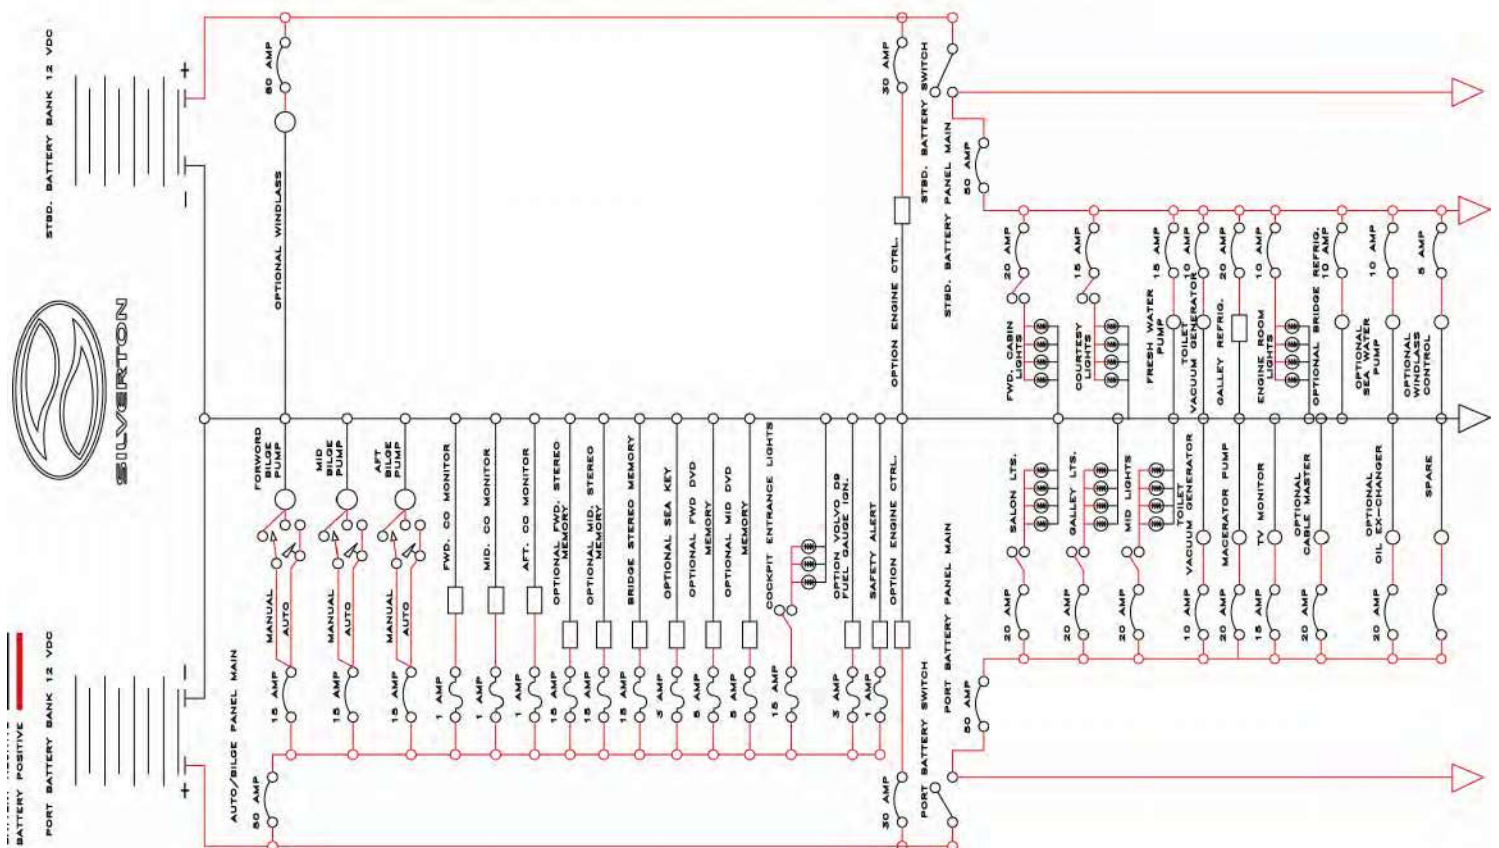 STBD. BATTERY BANK 12 VDC
+
-
SILVERTON
BATTERY POSITIVE
PORT BATTERY BANK 12 VDC
-
+
80 AMP
OPTIONAL WINDLASS
30 AMP
OPTION ENGINE CTRL.
STBD. BATTERY SWITCH
STBD. BATTERY PANEL MAIN
50 AMP
20 AMP
FWD. CABIN
LIGHTS
15 AMP
COURTESY
LIGHTS
15 AMP
FRESH WATER
PUMP
10 AMP
TOILET
VACUUM GENERATOR
20 AMP
GALLEY REFRIG.
10 AMP
ENGINE ROOM
LIGHTS
OPTIONAL BRIDGE REFRIG.
10 AMP
OPTIONAL
SEA WATER
PUMP
10 AMP
OPTIONAL
WINDLASS
CONTROL
5 AMP
AUTO/BILGE PANEL MAIN
50 AMP
FORWORD
BILGE
PUMP
MANUAL
AUTO
15 AMP
MID
BILGE
PUMP
MANUAL
AUTO
15 AMP
AFT
BILGE
PUMP
MANUAL
AUTO
15 AMP
FWD. CO MONITOR
1 AMP
MID. CO MONITOR
1 AMP
AFT. CO MONITOR
1 AMP
OPTIONAL FWD. STEREO
MEMORY
15 AMP
OPTIONAL MID. STEREO
MEMORY
15 AMP
BRIDGE STEREO MEMORY
15 AMP
OPTIONAL SEA KEY
3 AMP
OPTIONAL FWD DVD
MEMORY
5 AMP
OPTIONAL MID DVD
MEMORY
5 AMP
COCKPIT ENTRANCE LIGHTS
15 AMP
OPTION VOLVO D9
FUEL GAUGE IGN.
3 AMP
SAFETY ALERT
1 AMP
OPTION ENGINE CTRL.
30 AMP
PORT BATTERY SWITCH
PORT BATTERY PANEL MAIN
50 AMP
SALON LTS.
20 AMP
GALLEY LTS.
20 AMP
MID LIGHTS
20 AMP
TOILET
VACUUM GENERATOR
10 AMP
MACERATOR PUMP
20 AMP
TV MONITOR
15 AMP
OPTIONAL
CABLE MASTER
20 AMP
OPTIONAL
OIL EX-CHANGER
20 AMP
SPARE